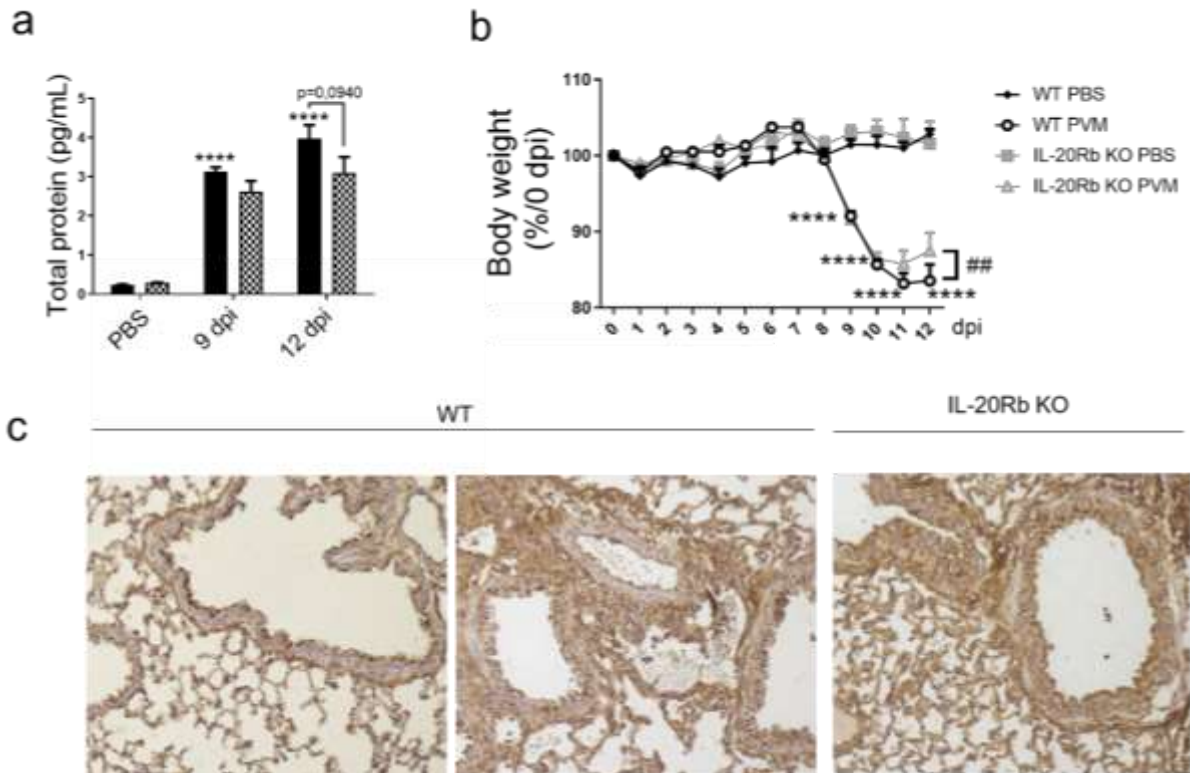 a
Total protein (pg/mL)
5
4
3
2
1
0
****
****
p=0,0940
PBS
9 dpi
12 dpi
b
Body weight
(%/0 dpi)
110
100
90
80
****
****
****
****
##
0 1 2 3 4 5 6 7 8 9 10 11 12 dpi
WT PBS
WT PVM
IL-20Rb KO PBS
IL-20Rb KO PVM
c
WT
IL-20Rb KO